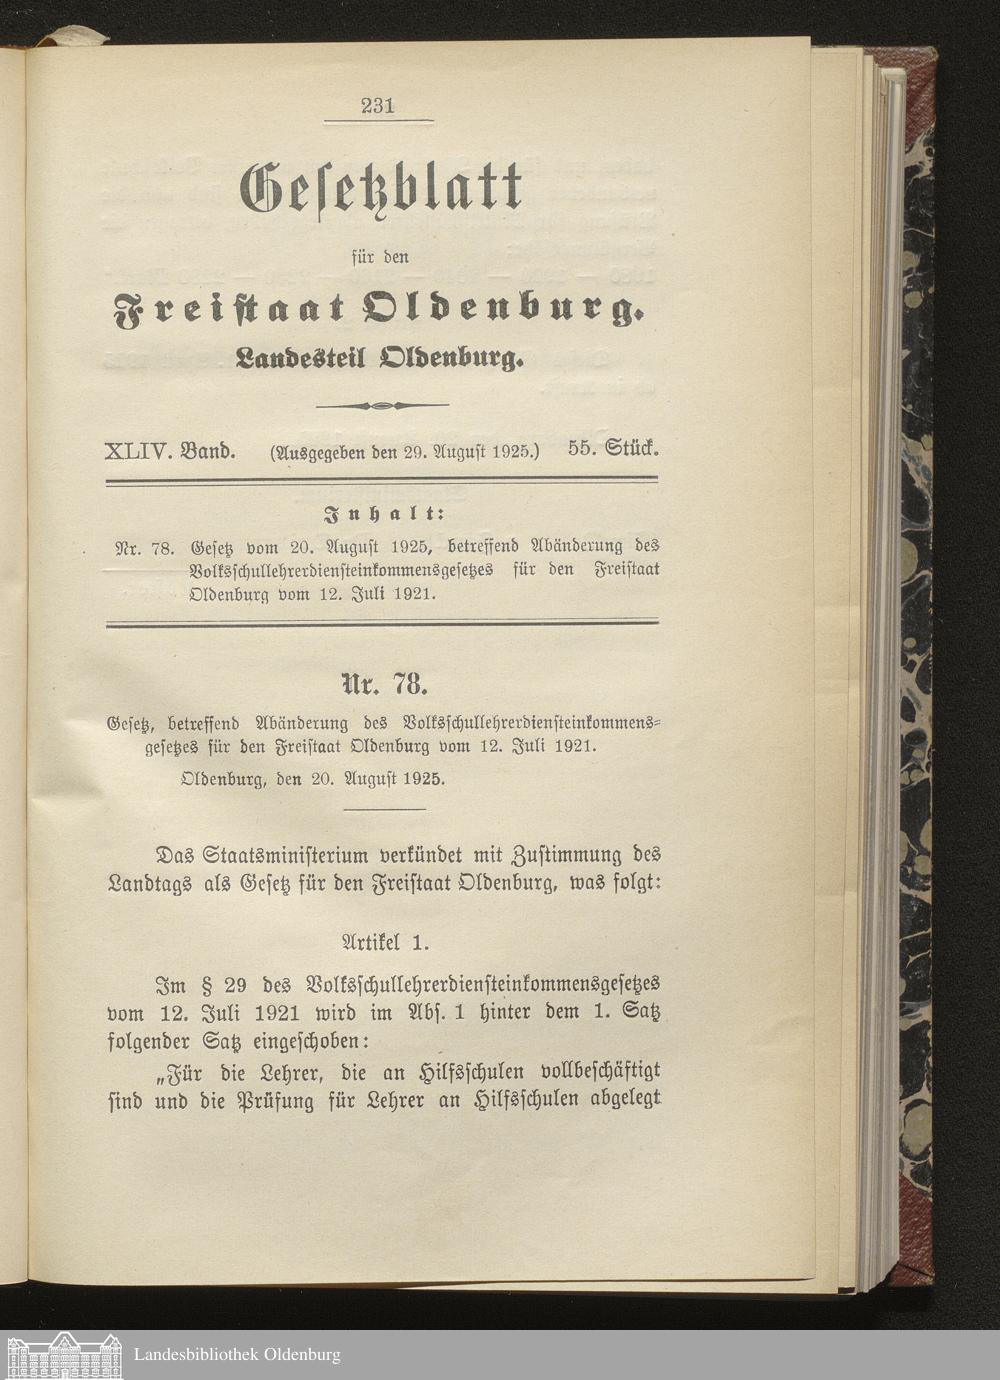 231
Gesetzblatt
für den
Freistaat Oldenburg.
Landesteil Oldenburg.
XLIV. Band. (Ausgegeben den 29. August 1925.) 55. Stück.
Inhalt:
Nr. 78. Gesetz vom 20. August 1925, betreffend Abänderung des
Volksschullehrerdiensteinkommensgesetzes für den Freistaat
Oldenburg vom 12. Juli 1921.
Nr. 78.
Gesetz, betreffend Abänderung des Volksschullehrerdiensteinkommens-
gesetzes für den Freistaat Oldenburg vom 12. Juli 1921.
Oldenburg, den 20. August 1925.
Das Staatsministerium verkündet mit Zustimmung des
Landtags als Gesetz für den Freistaat Oldenburg, was folgt:
Artikel 1.
Im § 29 des Volksschullehrerdiensteinkommensgesetzes
vom 12. Juli 1921 wird im Abs. 1 hinter dem 1. Satz
folgender Satz eingeschoben:
„Für die Lehrer, die an Hilfsschulen vollbeschäftigt
sind und die Prüfung für Lehrer an Hilfsschulen abgelegt
Landesbibliothek Oldenburg